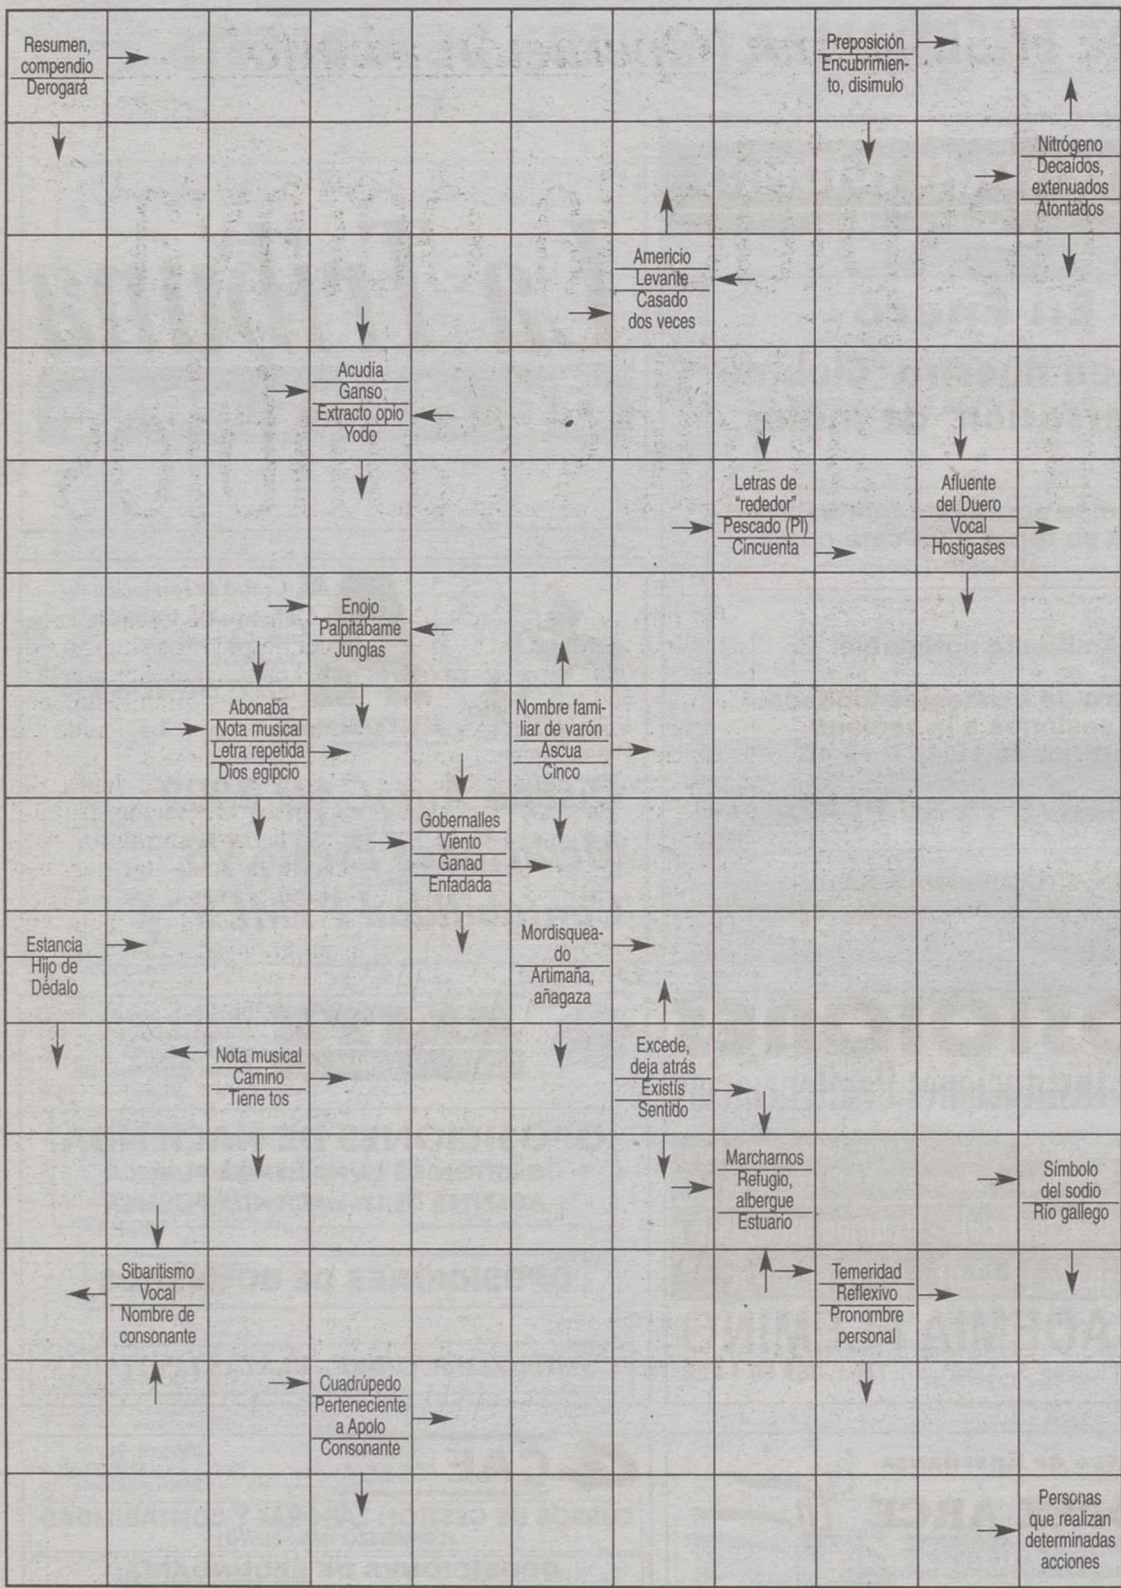 Resumen,
compendio
Derogará
Preposición
Encubrimien-
to, disimulo
Nitrógeno
Decaídos,
extenuados
Atontados
Americio
Levante
Casado
dos veces
Acudía
Ganso
Extracto opio
Yodo
Letras de
"rededor"
Pescado (Pl)
Cincuenta
Afluente
del Duero
Vocal
Hostigases
Enojo
Palpitábame
Junglas
Abonaba
Nota musical
Letra repetida
Dios egipcio
Nombre fami-
liar de varón
Ascua
Cinco
Gobernalles
Viento
Ganad
Enfadada
Estancia
Hijo de
Dédalo
Mordisquea-
do
Artimaña,
añagaza
Nota musical
Camino
Tiene tos
Excede,
deja atrás
Existís
Sentido
Marcharnos
Refugio,
albergue
Estuario
Símbolo
del sodio
Río gallego
Sibaritismo
Vocal
Nombre de
consonante
Temeridad
Reflexivo
Pronombre
personal
Cuadrúpedo
Perteneciente
a Apolo
Consonante
Personas
que realizan
determinadas
acciones